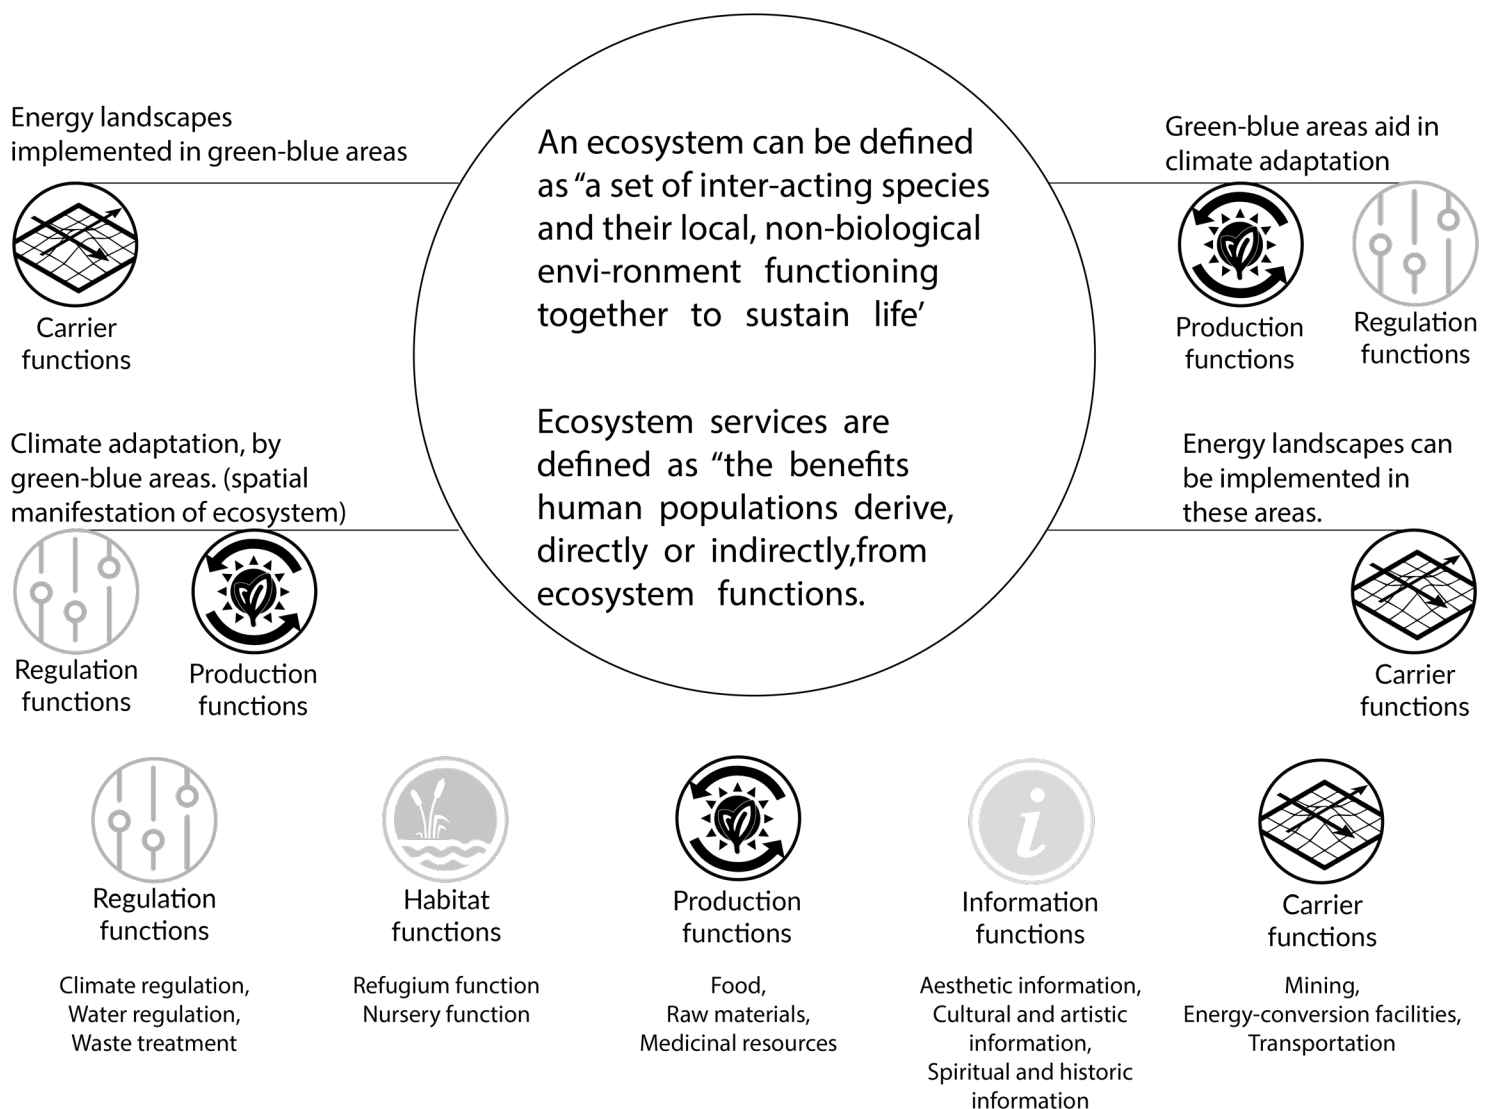 Energy landscapes
implemented in green-blue areas
Carrier
functions
Climate adaptation, by
green-blue areas. (spatial
manifestation of ecosystem)
Regulation
functions
Production
functions
An ecosystem can be defined
as “a set of inter-acting species
and their local, non-biological
envi-ronment functioning
together to sustain life’
Ecosystem services are
defined as “the benefits
human populations derive,
directly or indirectly,from
ecosystem functions.
Green-blue areas aid in
climate adaptation
Production
functions
Regulation
functions
Energy landscapes can
be implemented in
these areas.
Carrier
functions
Regulation
functions
Climate regulation,
Water regulation,
Waste treatment
Habitat
functions
Refugium function
Nursery function
Production
functions
Food,
Raw materials,
Medicinal resources
i
Information
functions
Aesthetic information,
Cultural and artistic
information,
Spiritual and historic
information
Carrier
functions
Mining,
Energy-conversion facilities,
Transportation